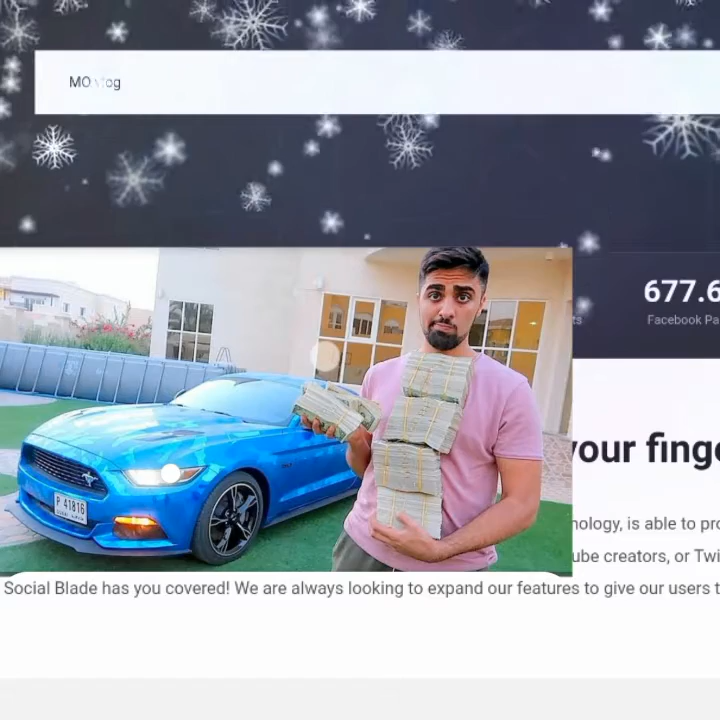 MO vlog
677.6
ts
Facebook Pa
your finge
P 41816
nology, is able to pro
ube creators, or Twi
Social Blade has you covered! We are always looking to expand our features to give our users t